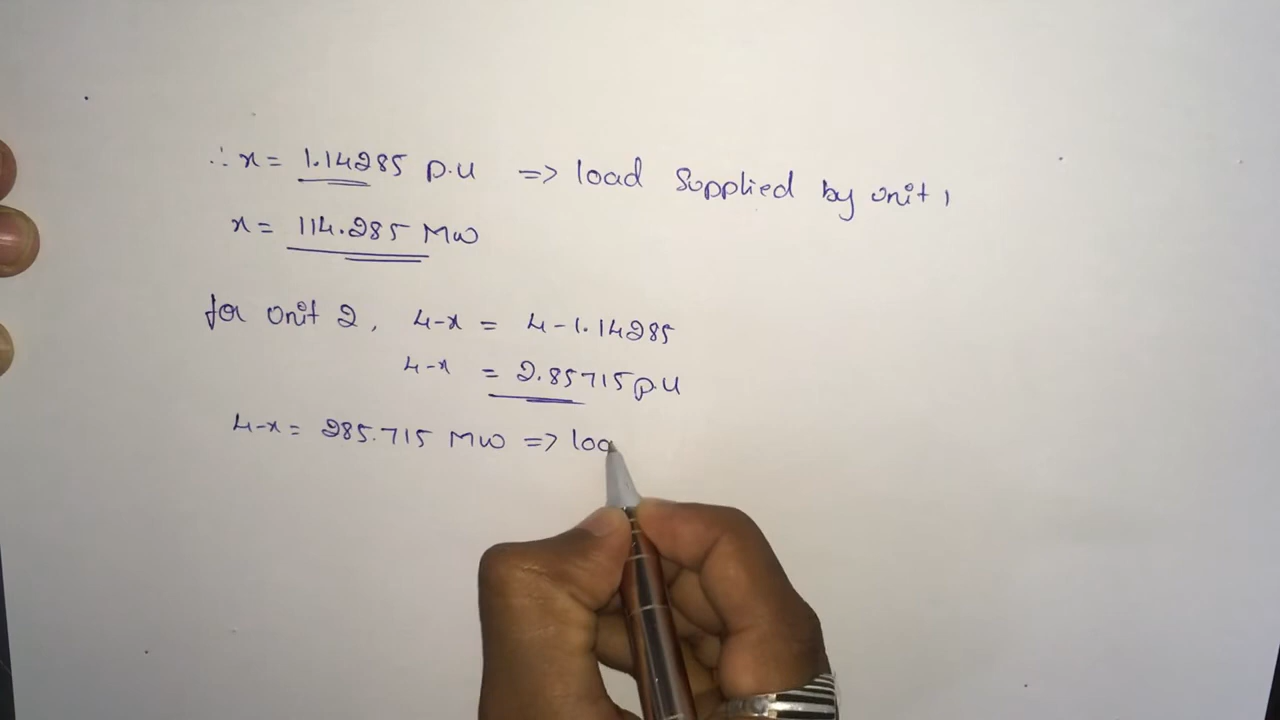 ∴ x = 1.14285 p.u => load Supplied by unit 1
x = 114.285 MW
for unit 2, 4-x = 4-1.14285
4-x = 2.85715 p.u
4-x = 285.715 MW => loa